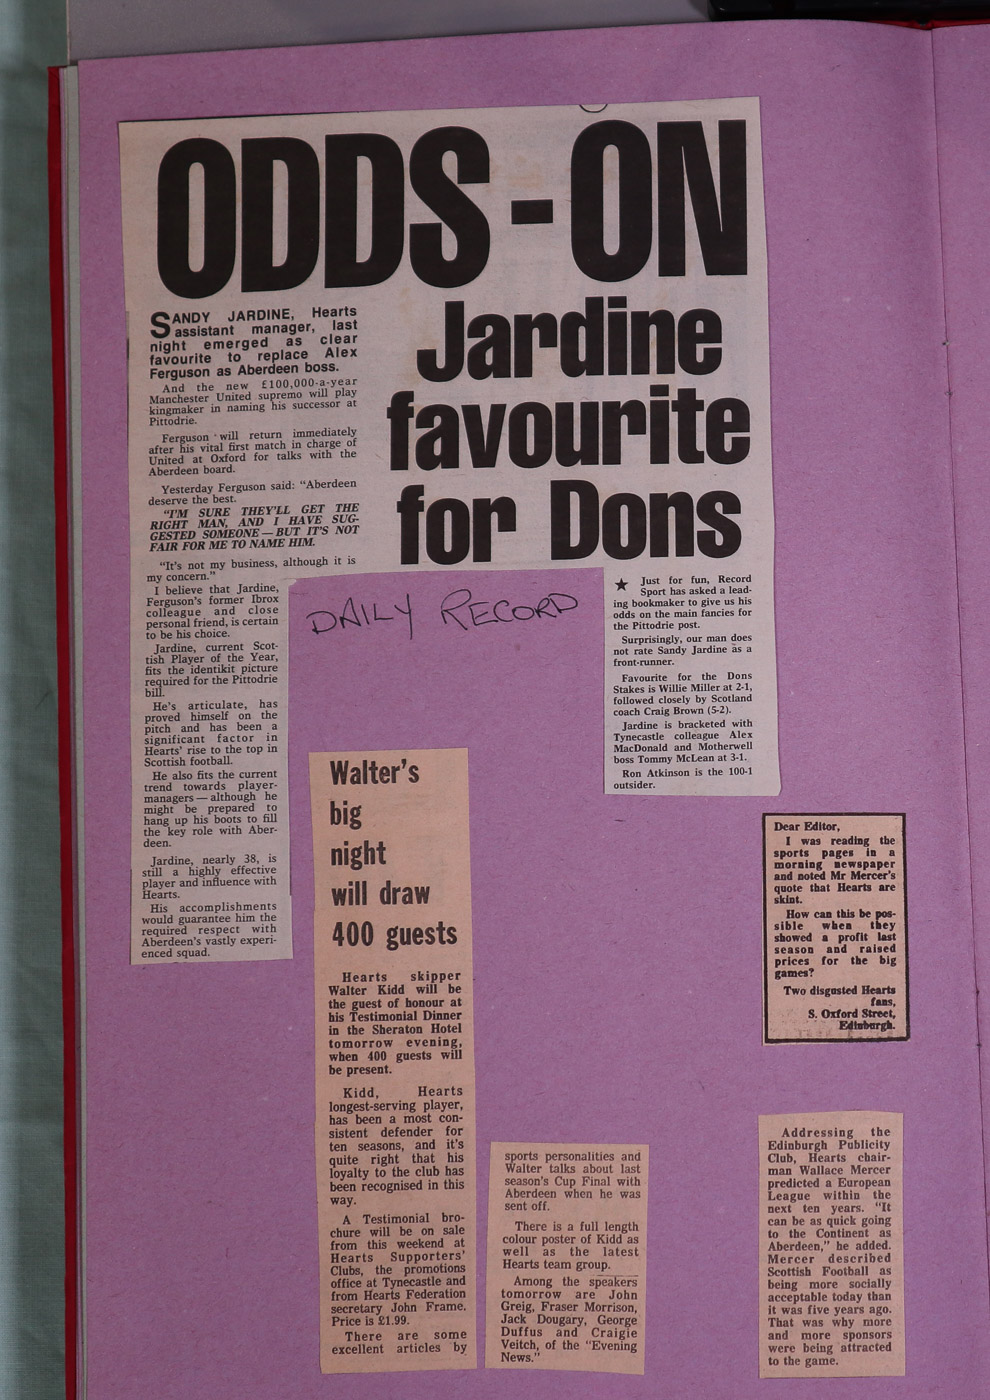 ODDS-ON
Jardine
favourite
for Dons
SANDY JARDINE, Hearts
assistant manager, last
night emerged as clear
favourite to replace Alex
Ferguson as Aberdeen boss.
And the new £100,000-a-year
Manchester United supremo will play
kingmaker in naming his successor at
Pittodrie.
Ferguson will return immediately
after his vital first match in charge of
United at Oxford for talks with the
Aberdeen board.
Yesterday Ferguson said: "Aberdeen
deserve the best.
"I'M SURE THEY'LL GET THE
RIGHT MAN, AND I HAVE SUG-
GESTED SOMEONE — BUT IT'S NOT
FAIR FOR ME TO NAME HIM.
"It's not my business, although it is
my concern."
I believe that Jardine,
Ferguson's former Ibrox
colleague and close
personal friend, is certain
to be his choice.
Jardine, current Scot-
tish Player of the Year,
fits the identikit picture
required for the Pittodrie
bill.
He's articulate, has
proved himself on the
pitch and has been a
significant factor in
Hearts' rise to the top in
Scottish football.
He also fits the current
trend towards player-
managers — although he
might be prepared to
hang up his boots to fill
the key role with Aber-
deen.
Jardine, nearly 38, is
still a highly effective
player and influence with
Hearts.
His accomplishments
would guarantee him the
required respect with
Aberdeen's vastly experi-
enced squad.
DAILY RECORD
★ Just for fun, Record
Sport has asked a lead-
ing bookmaker to give us his
odds on the main fancies for
the Pittodrie post.
Surprisingly, our man does
not rate Sandy Jardine as a
front-runner.
Favourite for the Dons
Stakes is Willie Miller at 2-1,
followed closely by Scotland
coach Craig Brown (5-2).
Jardine is bracketed with
Tynecastle colleague Alex
MacDonald and Motherwell
boss Tommy McLean at 3-1.
Ron Atkinson is the 100-1
outsider.
Walter's
big
night
will draw
400 guests
Hearts skipper
Walter Kidd will be
the guest of honour at
his Testimonial Dinner
in the Sheraton Hotel
tomorrow evening,
when 400 guests will
be present.
Kidd, Hearts
longest-serving player,
has been a most con-
sistent defender for
ten seasons, and it's
quite right that his
loyalty to the club has
been recognised in this
way.
A Testimonial bro-
chure will be on sale
from this weekend at
Hearts Supporters'
Clubs, the promotions
office at Tynecastle and
from Hearts Federation
secretary John Frame.
Price is £1.99.
There are some
excellent articles by
sports personalities and
Walter talks about last
season's Cup Final with
Aberdeen when he was
sent off.
There is a full length
colour poster of Kidd as
well as the latest
Hearts team group.
Among the speakers
tomorrow are John
Greig, Fraser Morrison,
Jack Dougary, George
Duffus and Craigie
Veitch, of the "Evening
News."
Dear Editor,
I was reading the
sports pages in a
morning newspaper
and noted Mr Mercer's
quote that Hearts are
skint.
How can this be pos-
sible when they
showed a profit last
season and raised
prices for the big
games?
Two disgusted Hearts
fans,
S. Oxford Street,
Edinburgh.
Addressing the
Edinburgh Publicity
Club, Hearts chair-
man Wallace Mercer
predicted a European
League within the
next ten years. "It
can be as quick going
to the Continent as
Aberdeen," he added.
Mercer described
Scottish Football as
being more socially
acceptable today than
it was five years ago.
That was why more
and more sponsors
were being attracted
to the game.